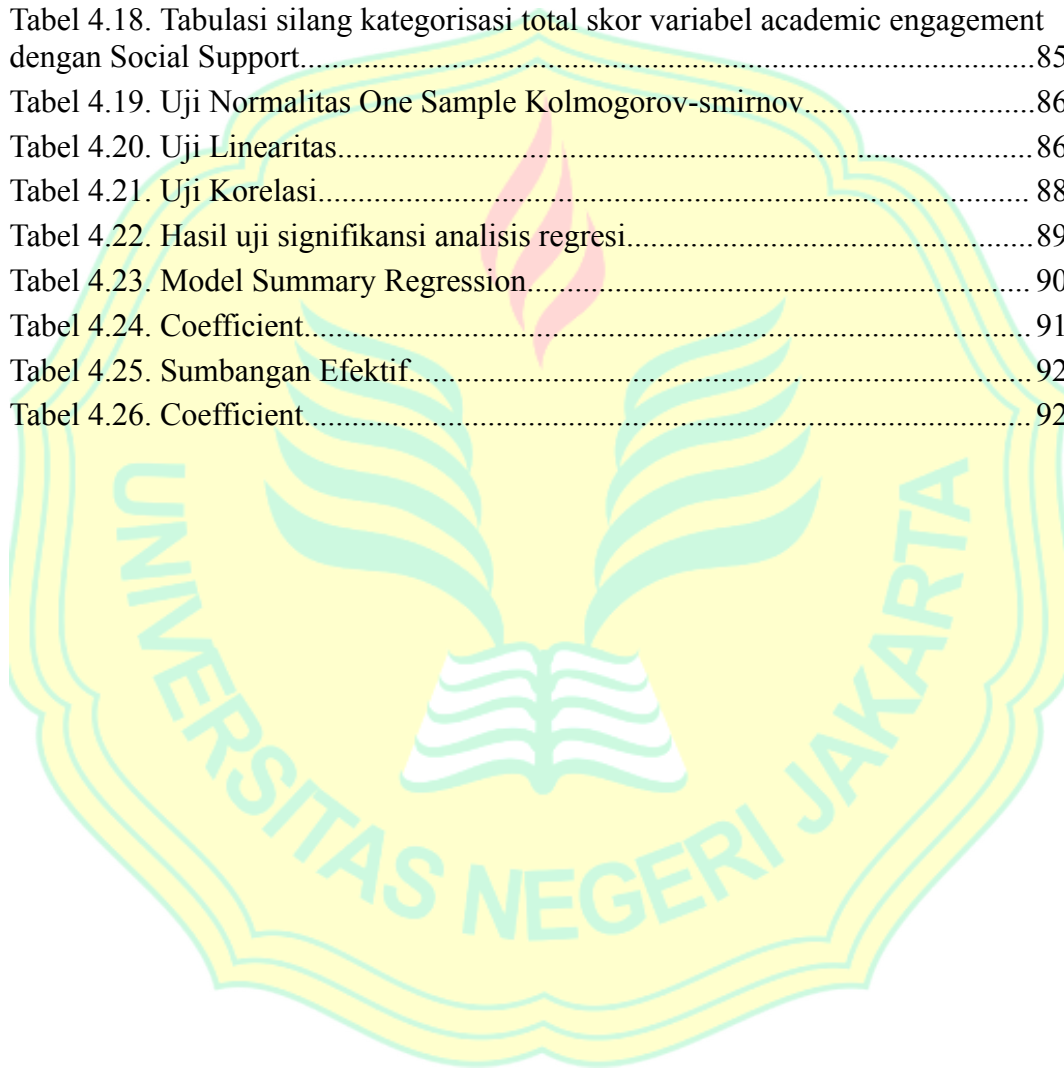 Tabel 4.18. Tabulasi silang kategorisasi total skor variabel academic engagement
dengan Social Support.......................................................................................................85
Tabel 4.19. Uji Normalitas One Sample Kolmogorov-smirnov................................86
Tabel 4.20. Uji Linearitas.................................................................................................86
Tabel 4.21. Uji Korelasi....................................................................................................88
Tabel 4.22. Hasil uji signifikansi analisis regresi.........................................................89
Tabel 4.23. Model Summary Regression.......................................................................90
Tabel 4.24. Coefficient......................................................................................................91
Tabel 4.25. Sumbangan Efektif.......................................................................................92
Tabel 4.26. Coefficient......................................................................................................92
UNIVERSITAS NEGERI JAKARTA